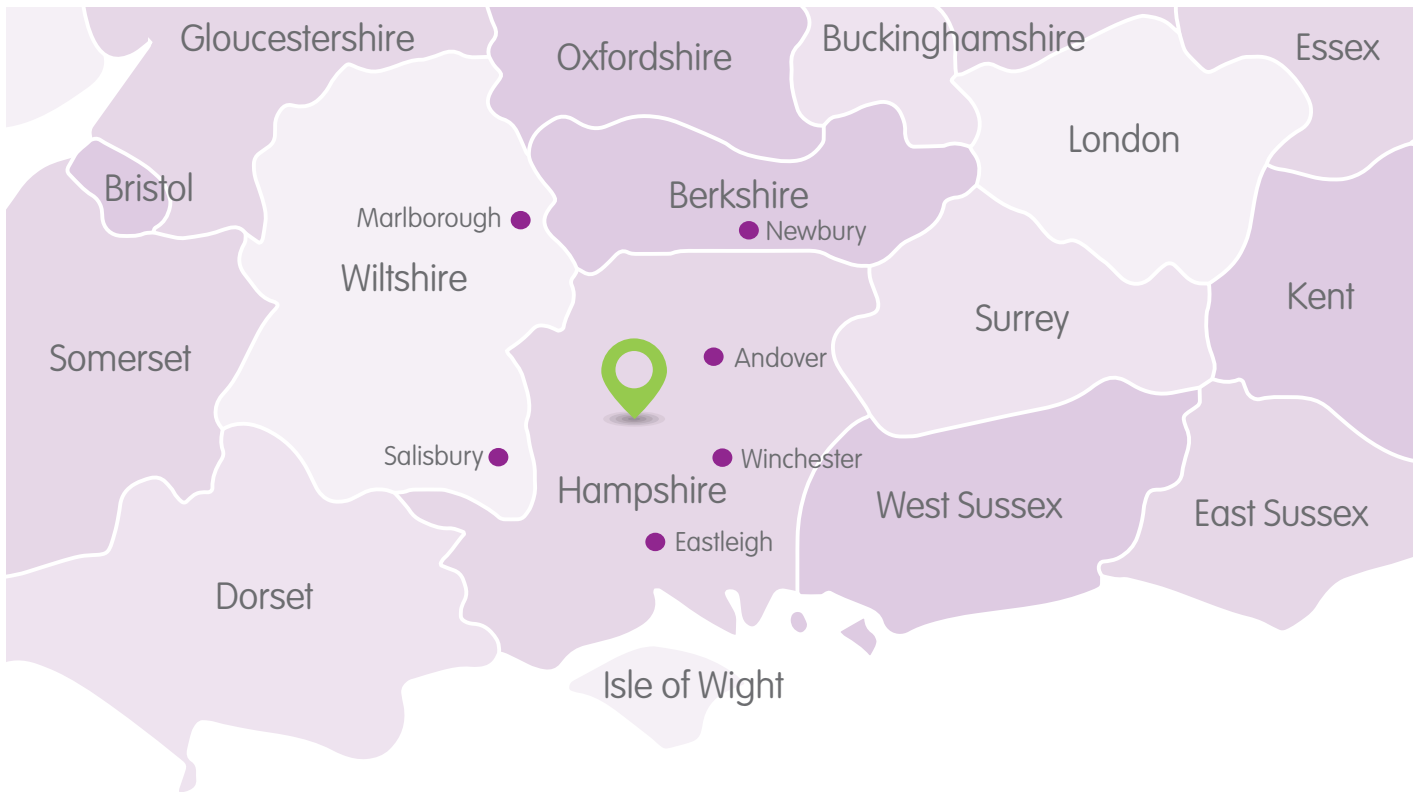 Gloucestershire
Oxfordshire
Buckinghamshire
Essex
London
Bristol
Berkshire
Marlborough
Newbury
Wiltshire
Kent
Surrey
Somerset
Andover
Salisbury
Winchester
Hampshire
West Sussex
East Sussex
Eastleigh
Dorset
Isle of Wight